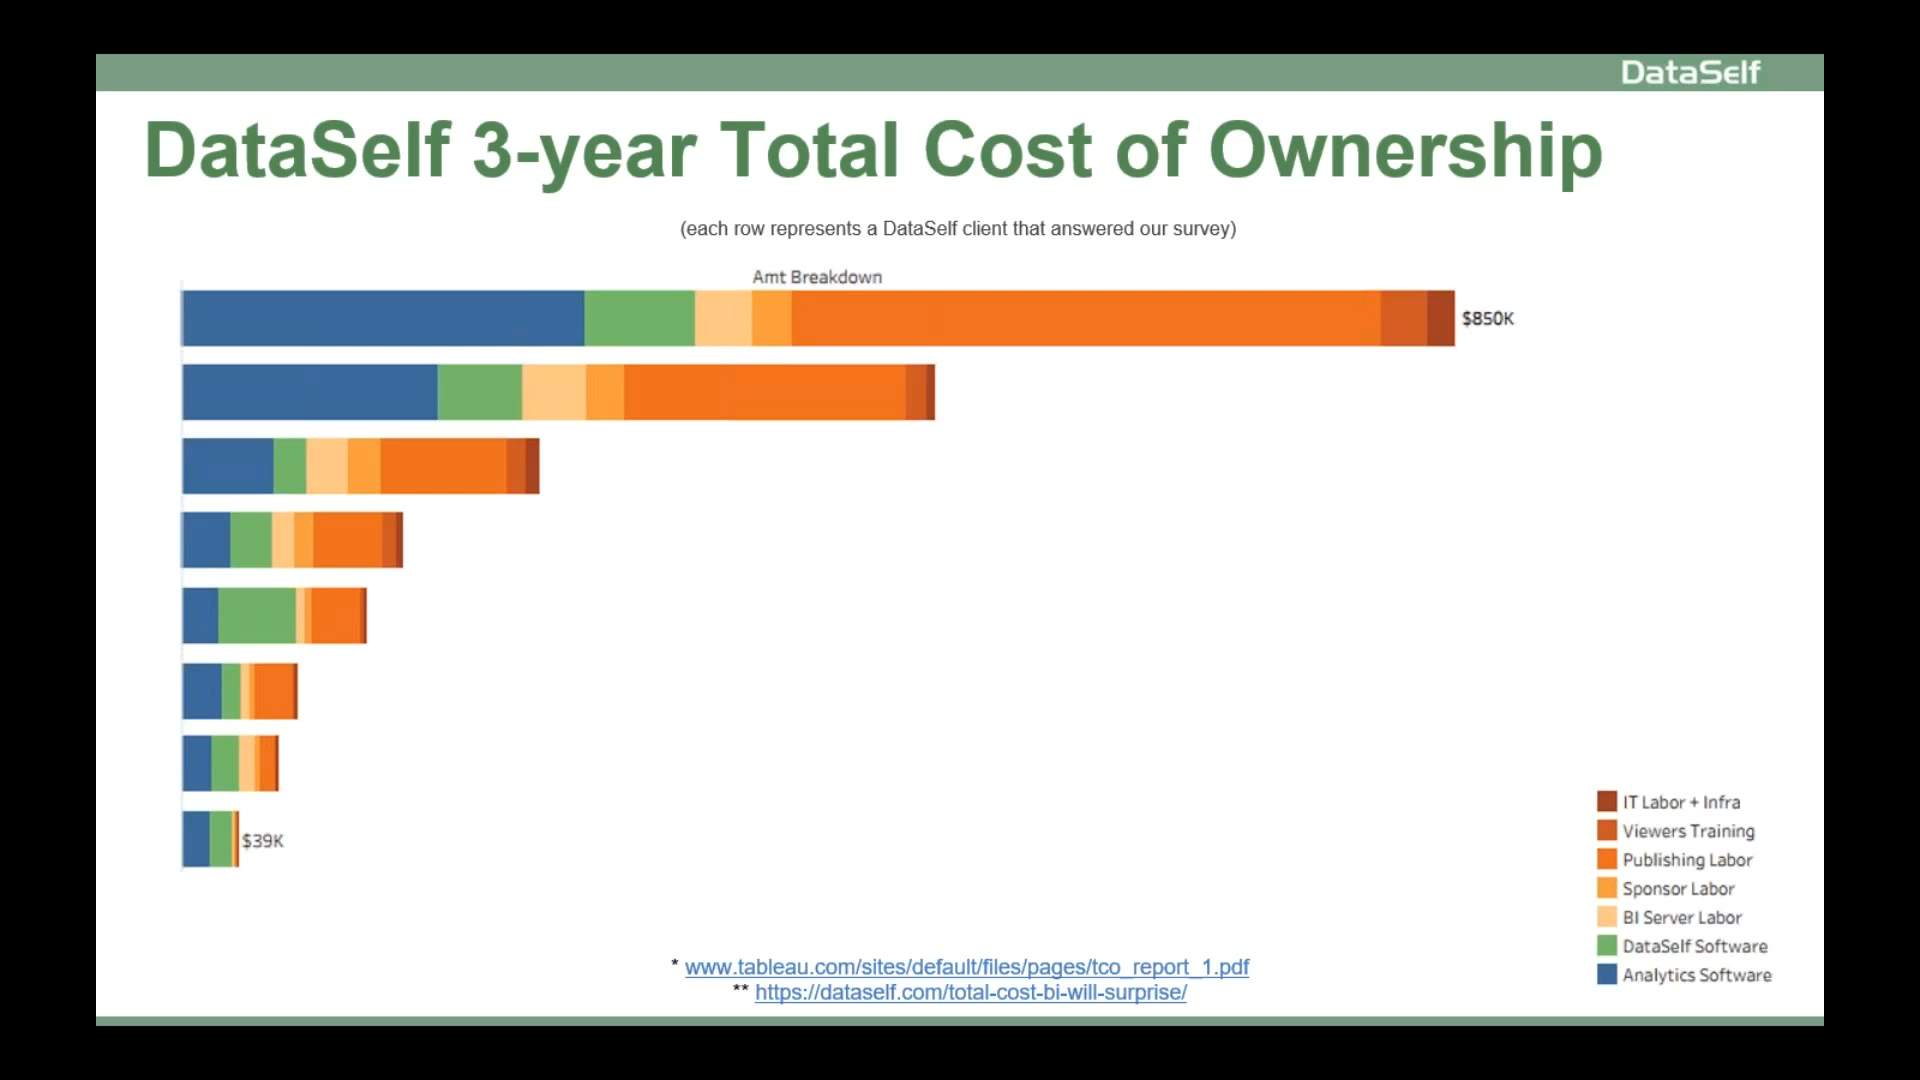 DataSelf
DataSelf 3-year Total Cost of Ownership
(each row represents a DataSelf client that answered our survey)
Amt Breakdown
$850K
$39K
IT Labor + Infra
Viewers Training
Publishing Labor
Sponsor Labor
BI Server Labor
DataSelf Software
Analytics Software
* www.tableau.com/sites/default/files/pages/tco_report_1.pdf
** https://dataself.com/total-cost-bi-will-surprise/